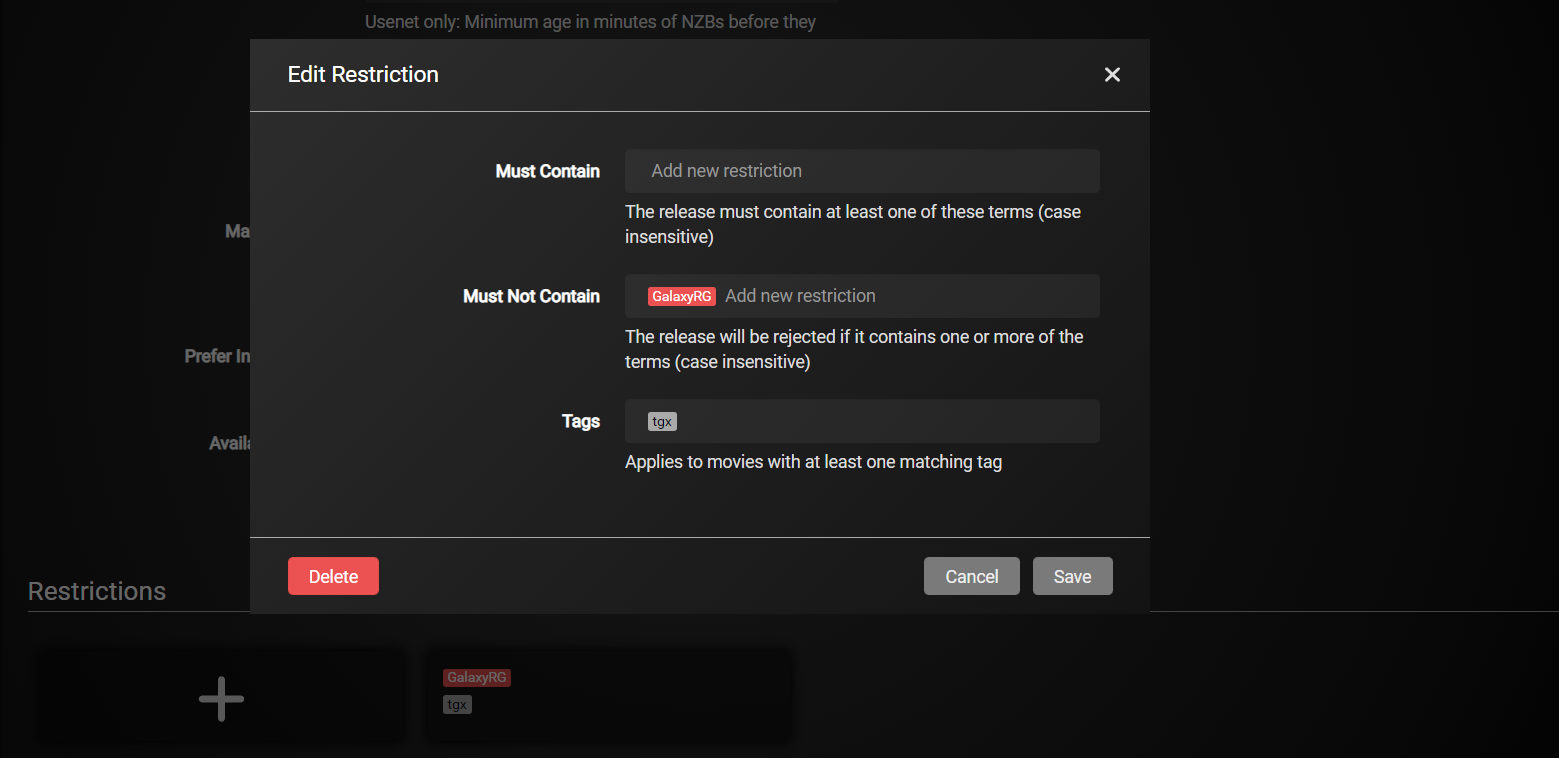 Usenet only: Minimum age in minutes of NZBs before they
Edit Restriction
Must Contain
Add new restriction
The release must contain at least one of these terms (case
insensitive)
Ma
Must Not Contain
GalaxyRG Add new restriction
The release will be rejected if it contains one or more of the
terms (case insensitive)
Prefer In
Tags
tgx
Applies to movies with at least one matching tag
Availa
Delete
Cancel
Save
Restrictions
GalaxyRG
tgx